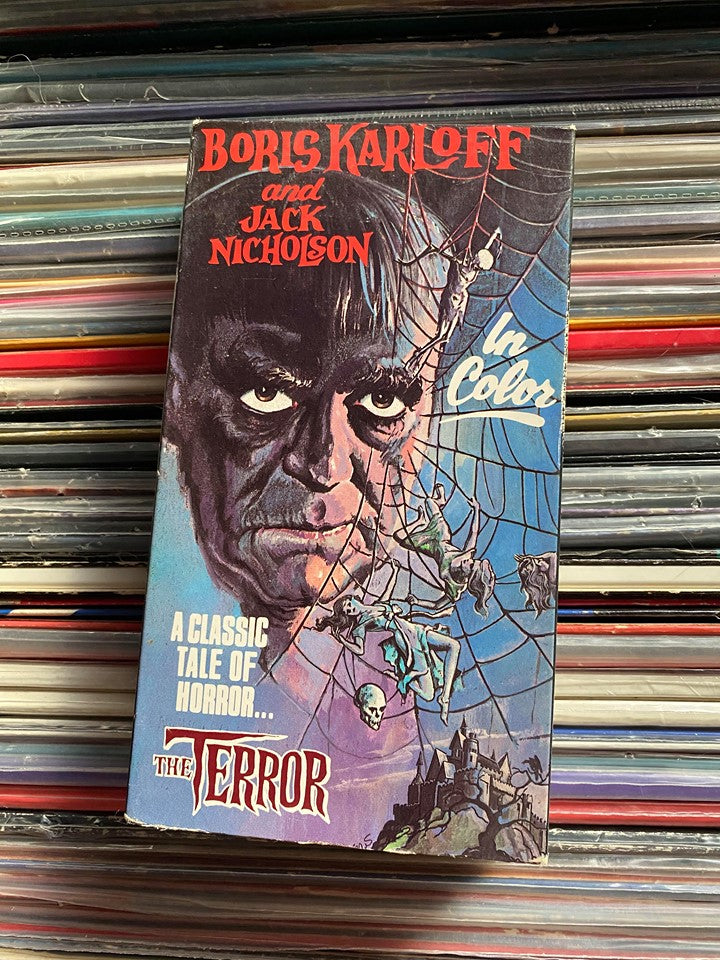 BORIS KARLOFF
and
JACK
NICHOLSON
In
Color
A CLASSIC
TALE OF
HORROR...
THE TERROR